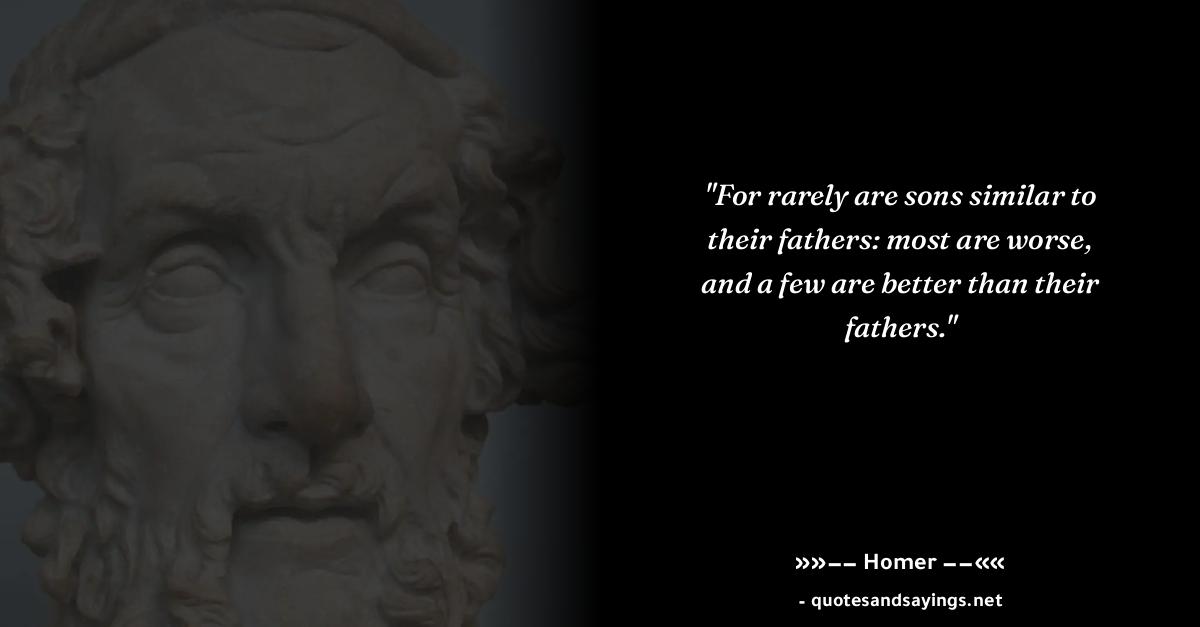 "For rarely are sons similar to
their fathers: most are worse,
and a few are better than their
fathers."
»»−− Homer −−««
- quotesandsayings.net